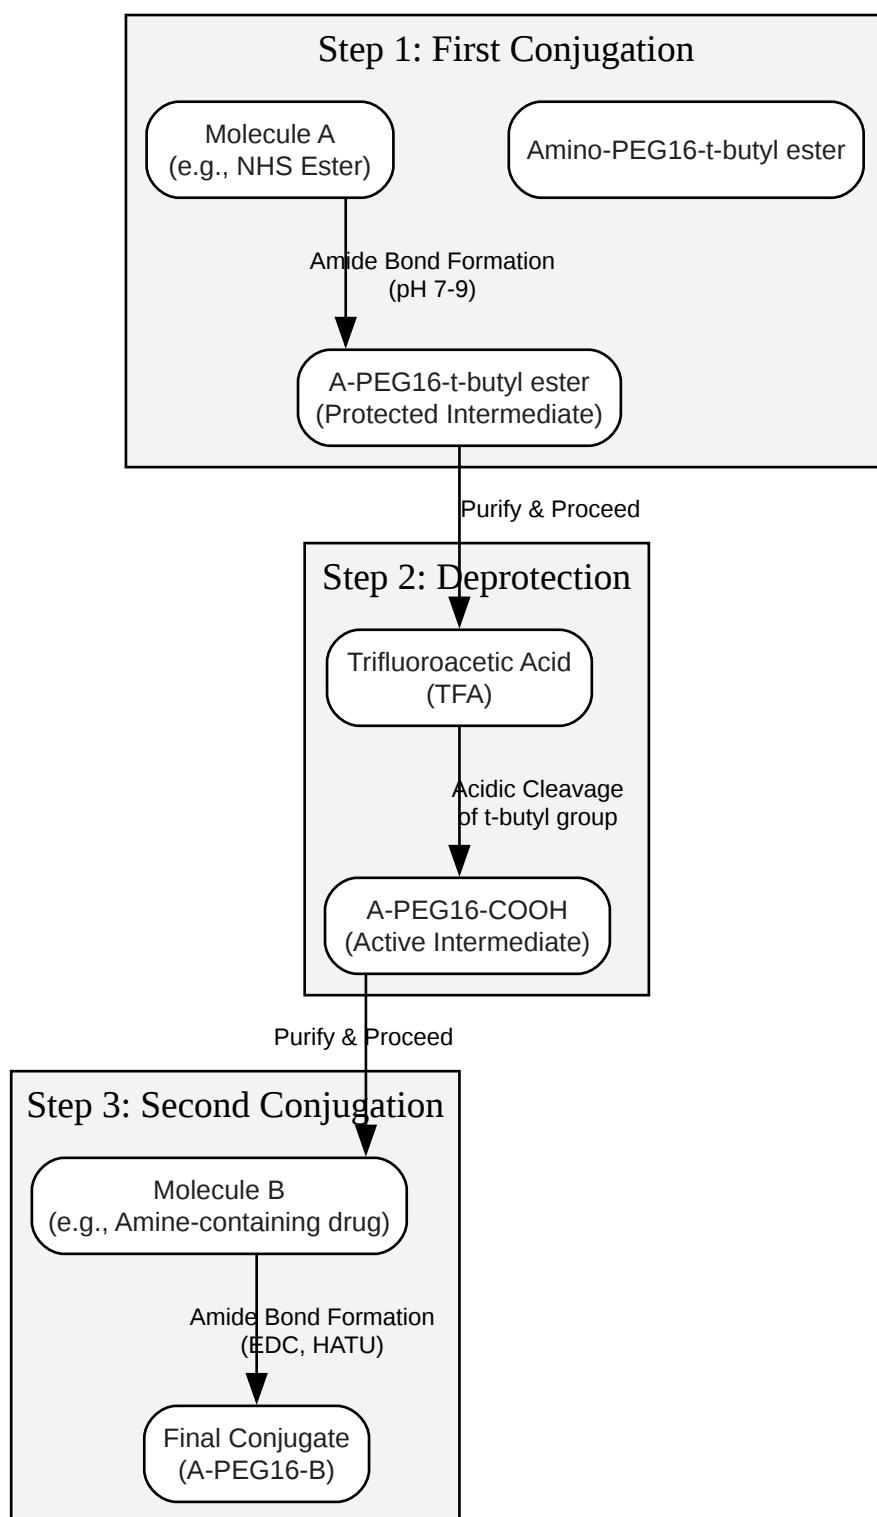 Step 1: First Conjugation
Molecule A
(e.g., NHS Ester)
Amino-PEG16-t-butyl ester
Amide Bond Formation
(pH 7-9)
A-PEG16-t-butyl ester
(Protected Intermediate)
Purify & Proceed
Step 2: Deprotection
Trifluoroacetic Acid
(TFA)
Acidic Cleavage
of t-butyl group
A-PEG16-COOH
(Active Intermediate)
Purify & Proceed
Step 3: Second Conjugation
Molecule B
(e.g., Amine-containing drug)
Amide Bond Formation
(EDC, HATU)
Final Conjugate
(A-PEG16-B)